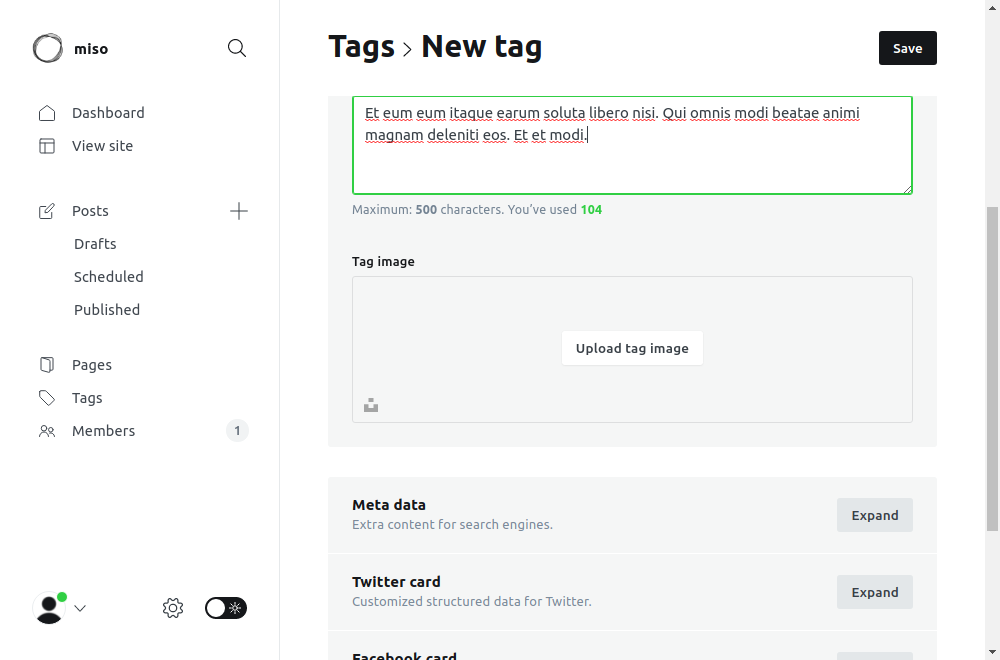 miso
Tags > New tag
Save
Dashboard
View site
Posts
Drafts
Scheduled
Published
Pages
Tags
Members 1
Et eum eum itaque earum soluta libero nisi. Qui omnis modi beatae animi
magnam deleniti eos. Et et modi.
Maximum: 500 characters. You’ve used 104
Tag image
Upload tag image
Meta data
Extra content for search engines.
Expand
Twitter card
Customized structured data for Twitter.
Expand
Facebook card